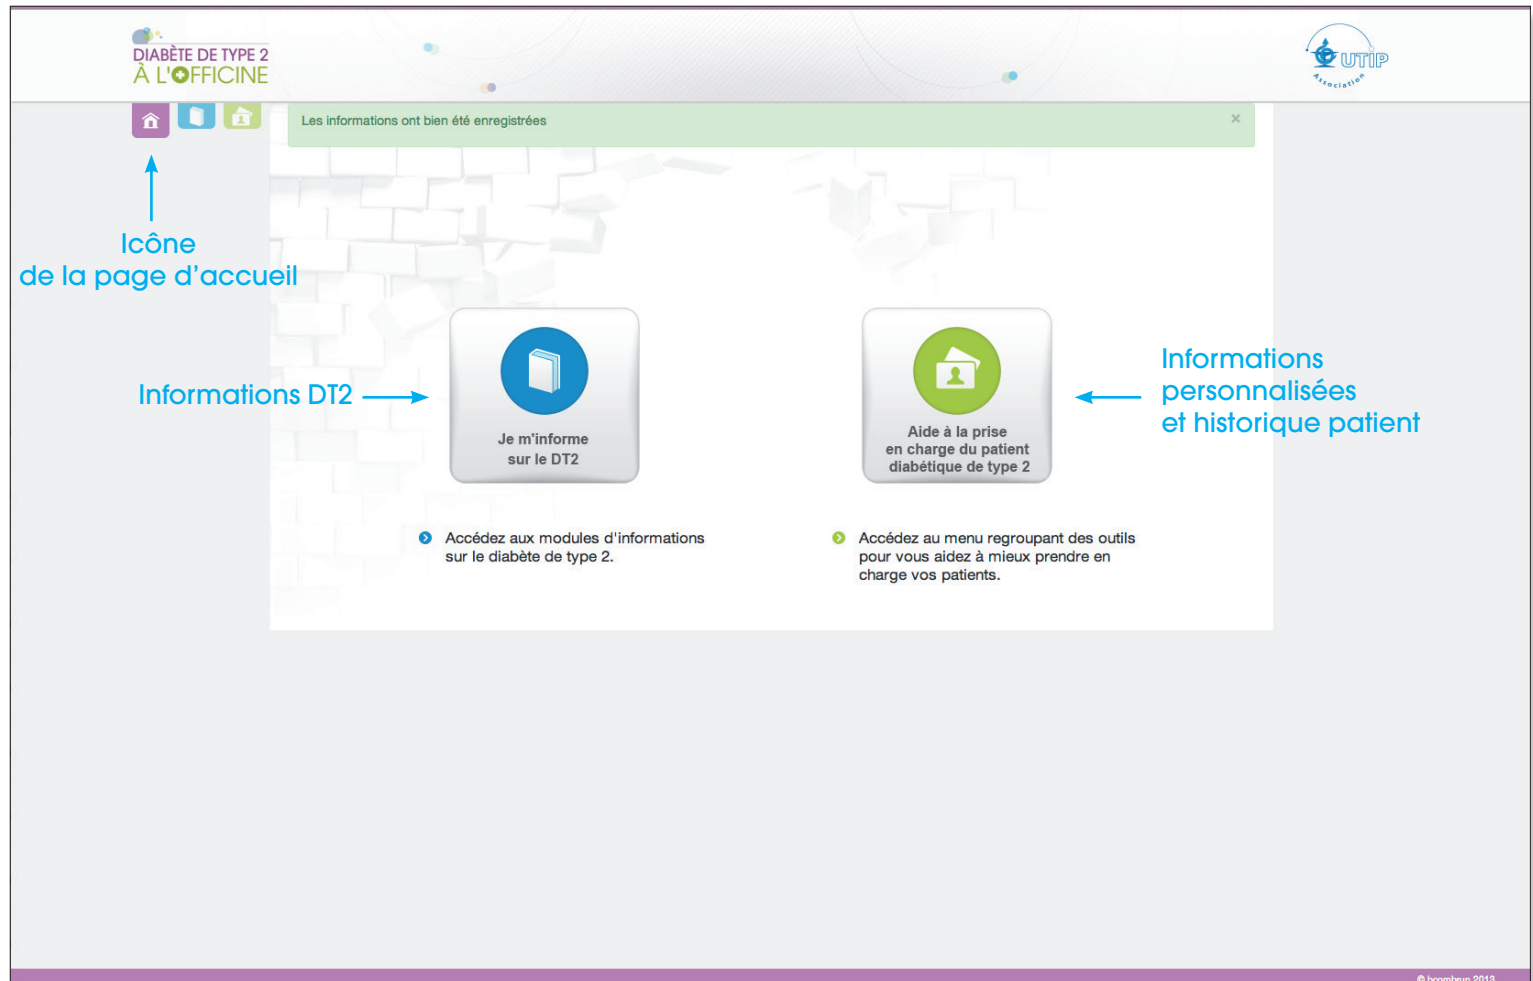 DIABÈTE DE TYPE 2
À L'OFFICINE
UTIP
Association
Les informations ont bien été enregistrées
×
Icône
de la page d’accueil
Informations DT2
Je m'informe
sur le DT2
Aide à la prise
en charge du patient
diabétique de type 2
Informations
personnalisées
et historique patient
Accédez aux modules d'informations
sur le diabète de type 2.
Accédez au menu regroupant des outils
pour vous aidez à mieux prendre en
charge vos patients.
2013